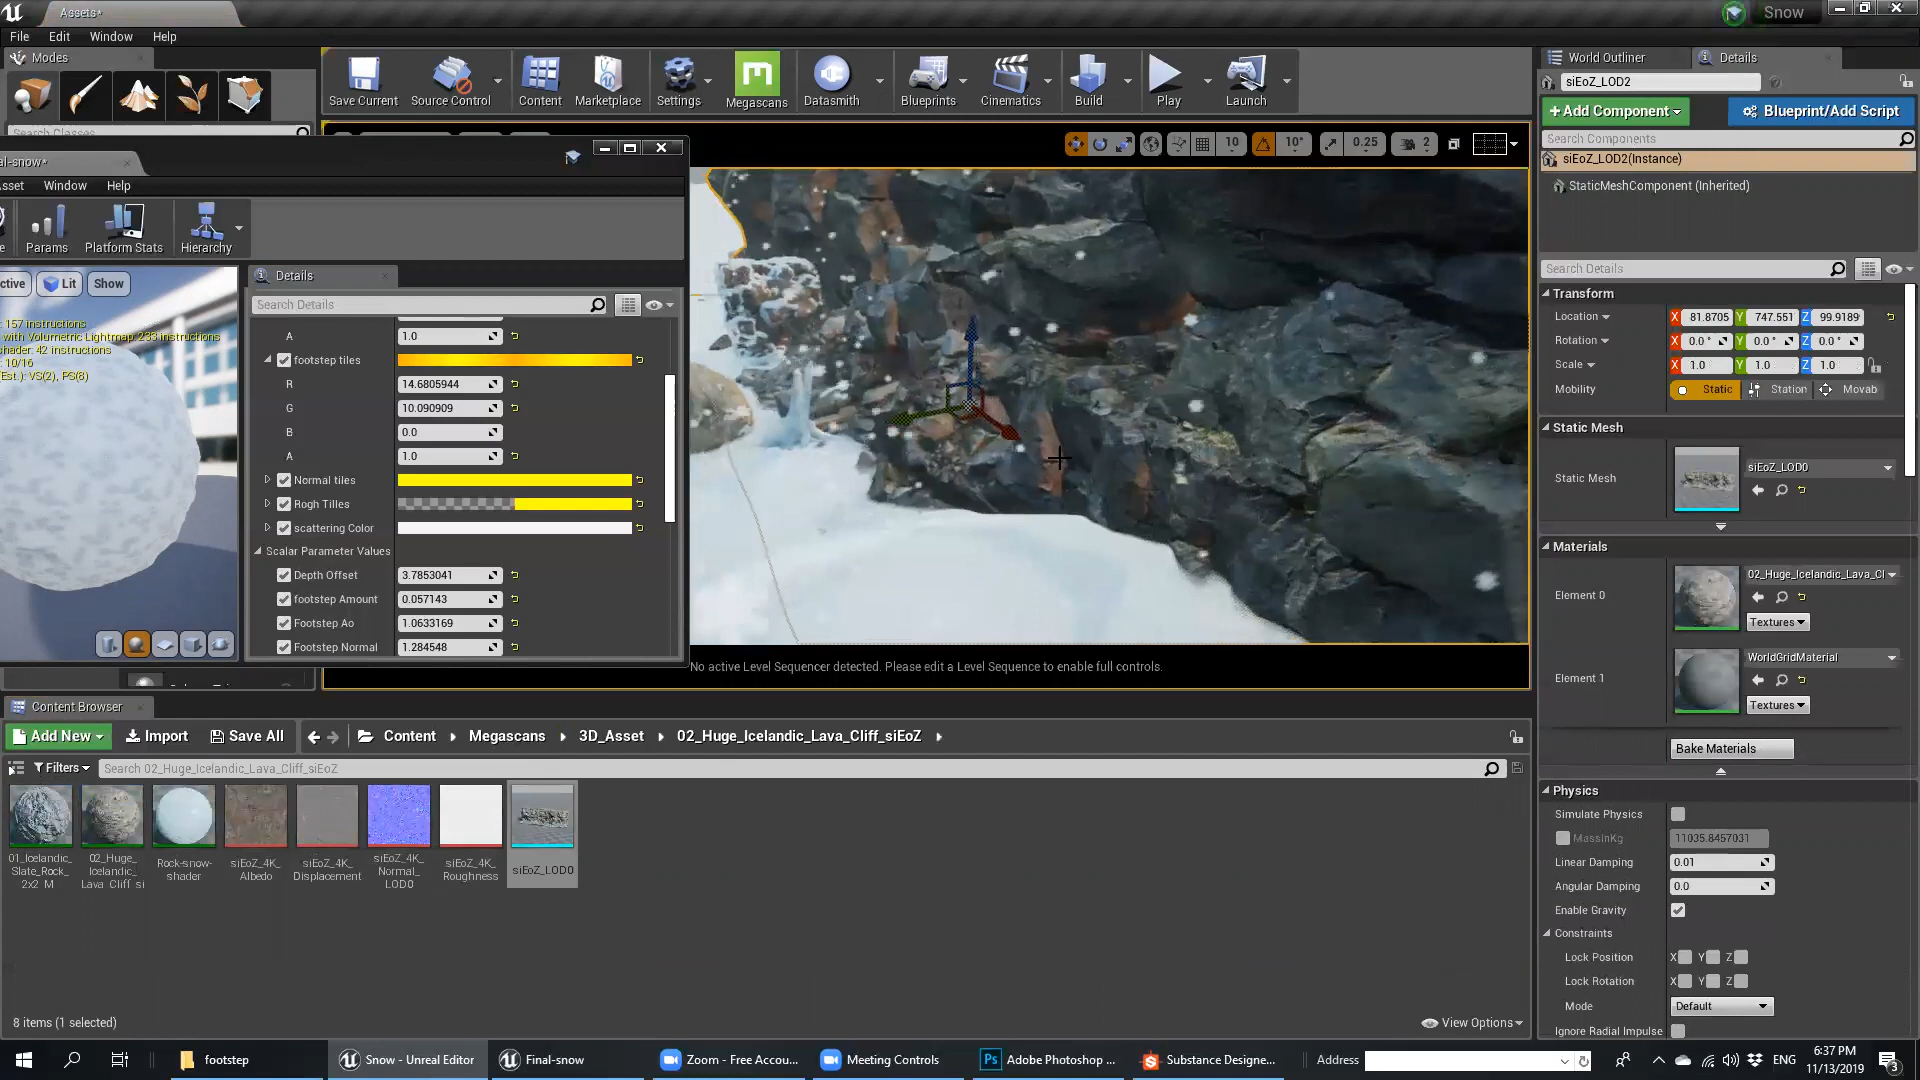 Assets*
Snow
File Edit Window Help
Modes
Search Classes
Save Current
Source Control
Content
Marketplace
Settings
Megascans
Datasmith
Blueprints
Cinematics
Build
Play
Launch
World Outliner
Details
siEoZ_LOD2
+Add Component
Blueprint/Add Script
Search Components
siEoZ_LOD2(Instance)
StaticMeshComponent (Inherited)
Search Details
Transform
Location X 81.8705 Y 747.551 Z 99.9189
Rotation X 0.0 ° Y 0.0 ° Z 0.0 °
Scale X 1.0 Y 1.0 Z 1.0
Mobility Static Station Movab
Static Mesh
Static Mesh siEoZ_LOD0
Materials
Element 0 02_Huge_Icelandic_Lava_Cl
Textures
Element 1 WorldGridMaterial
Textures
Bake Materials
Physics
Simulate Physics
MassInKg 11035.8457031
Linear Damping 0.01
Angular Damping 0.0
Enable Gravity
Constraints
Lock Position X Y Z
Lock Rotation X Y Z
Mode Default
Ignore Radial Impulse
10 10° 0.25 2
al-snow*
sset Window Help
e Params Platform Stats Hierarchy
ctive Lit Show
: 157 instructions
with Volumetric Lightmap: 233 instructions
shader: 42 instructions
: 10/16
(Est.): VS(2), PS(8)
Details
Search Details
A 1.0
footstep tiles
R 14.6805944
G 10.090909
B 0.0
A 1.0
Normal tiles
Rogh Tilles
scattering Color
Scalar Parameter Values
Depth Offset 3.7853041
footstep Amount 0.057143
Footstep Ao 1.0633169
Footstep Normal 1.284548
No active Level Sequencer detected. Please edit a Level Sequence to enable full controls.
Content Browser
Add New Import Save All Content Megascans 3D_Asset 02_Huge_Icelandic_Lava_Cliff_siEoZ
Filters Search 02_Huge_Icelandic_Lava_Cliff_siEoZ
01_Icelandic_
Slate_Rock_
2x2_M
02_Huge_
Icelandic_
Lava_Cliff_si
Rock-snow-
shader
siEoZ_4K_
Albedo
siEoZ_4K_
Displacement
siEoZ_4K_
Normal_
LOD0
siEoZ_4K_
Roughness
siEoZ_LOD0
8 items (1 selected)
View Options
footstep
Snow - Unreal Editor
Final-snow
Zoom - Free Accou...
Meeting Controls
Adobe Photoshop ...
Substance Designe...
Address
ENG
6:37 PM
11/13/2019
3